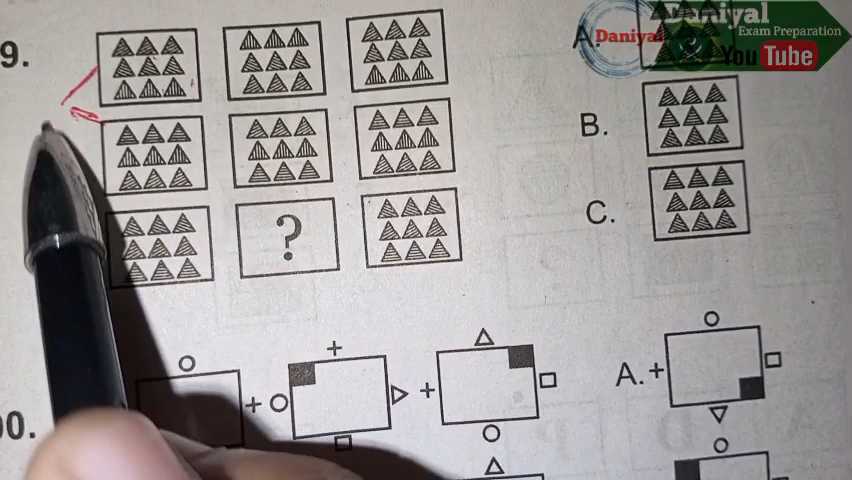 9.
?
A.
B.
C.
00.
A.
Daniyal
Daniyal
Exam Preparation
YouTube